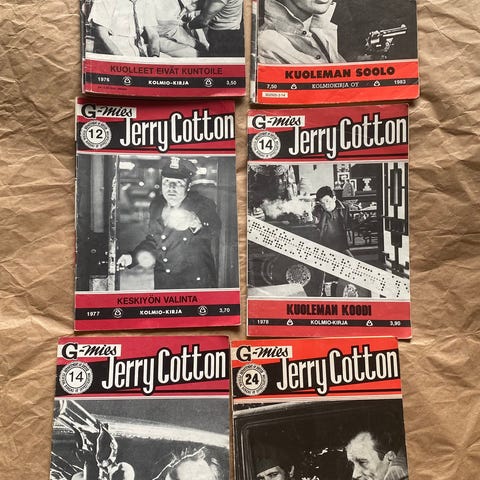 KUOLLEET EIVÄT KUNTOILE
1976 KOLMIO-KIRJA 3,50
KUOLEMAN SOOLO
7,50 KOLMIOKIRJA OY 1983
G-mies
12
Jerry Cotton
KESKIYÖN VALINTA
1977 KOLMIO-KIRJA 3,70
G-mies
14
Jerry Cotton
KUOLEMAN KOODI
1978 KOLMIO-KIRJA 3,90
G-mies
14
Jerry Cotton
G-mies
24
Jerry Cotton